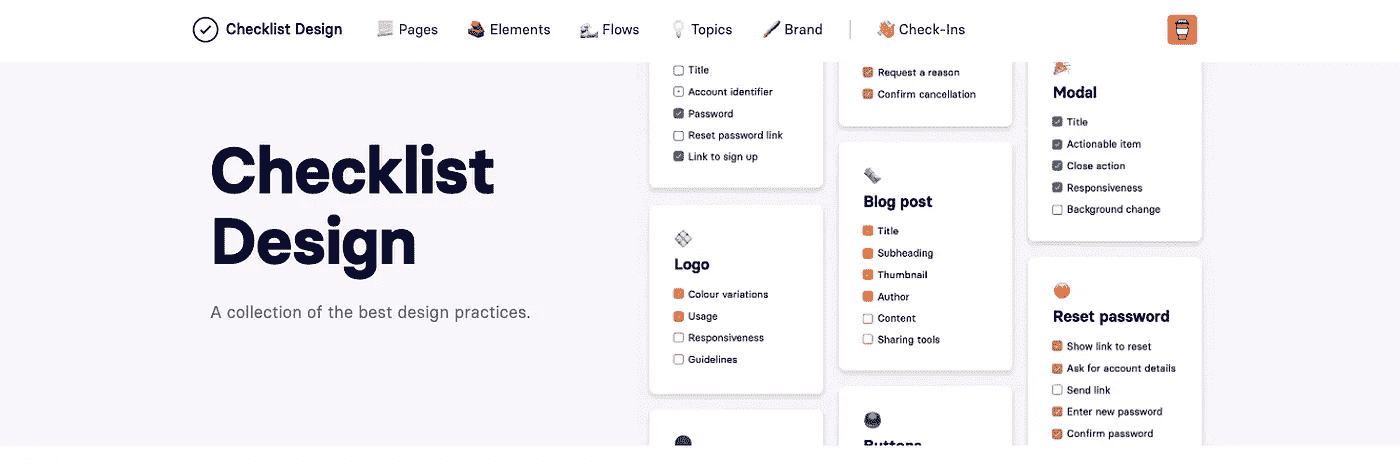 Checklist Design
Pages
Elements
Flows
Topics
Brand
Check-Ins
Checklist
Design
A collection of the best design practices.
Title
Account identifier
Password
Reset password link
Link to sign up
Logo
Colour variations
Usage
Responsiveness
Guidelines
Request a reason
Confirm cancellation
Blog post
Title
Subheading
Thumbnail
Author
Content
Sharing tools
Buttons
Modal
Title
Actionable item
Close action
Responsiveness
Background change
Reset password
Show link to reset
Ask for account details
Send link
Enter new password
Confirm password